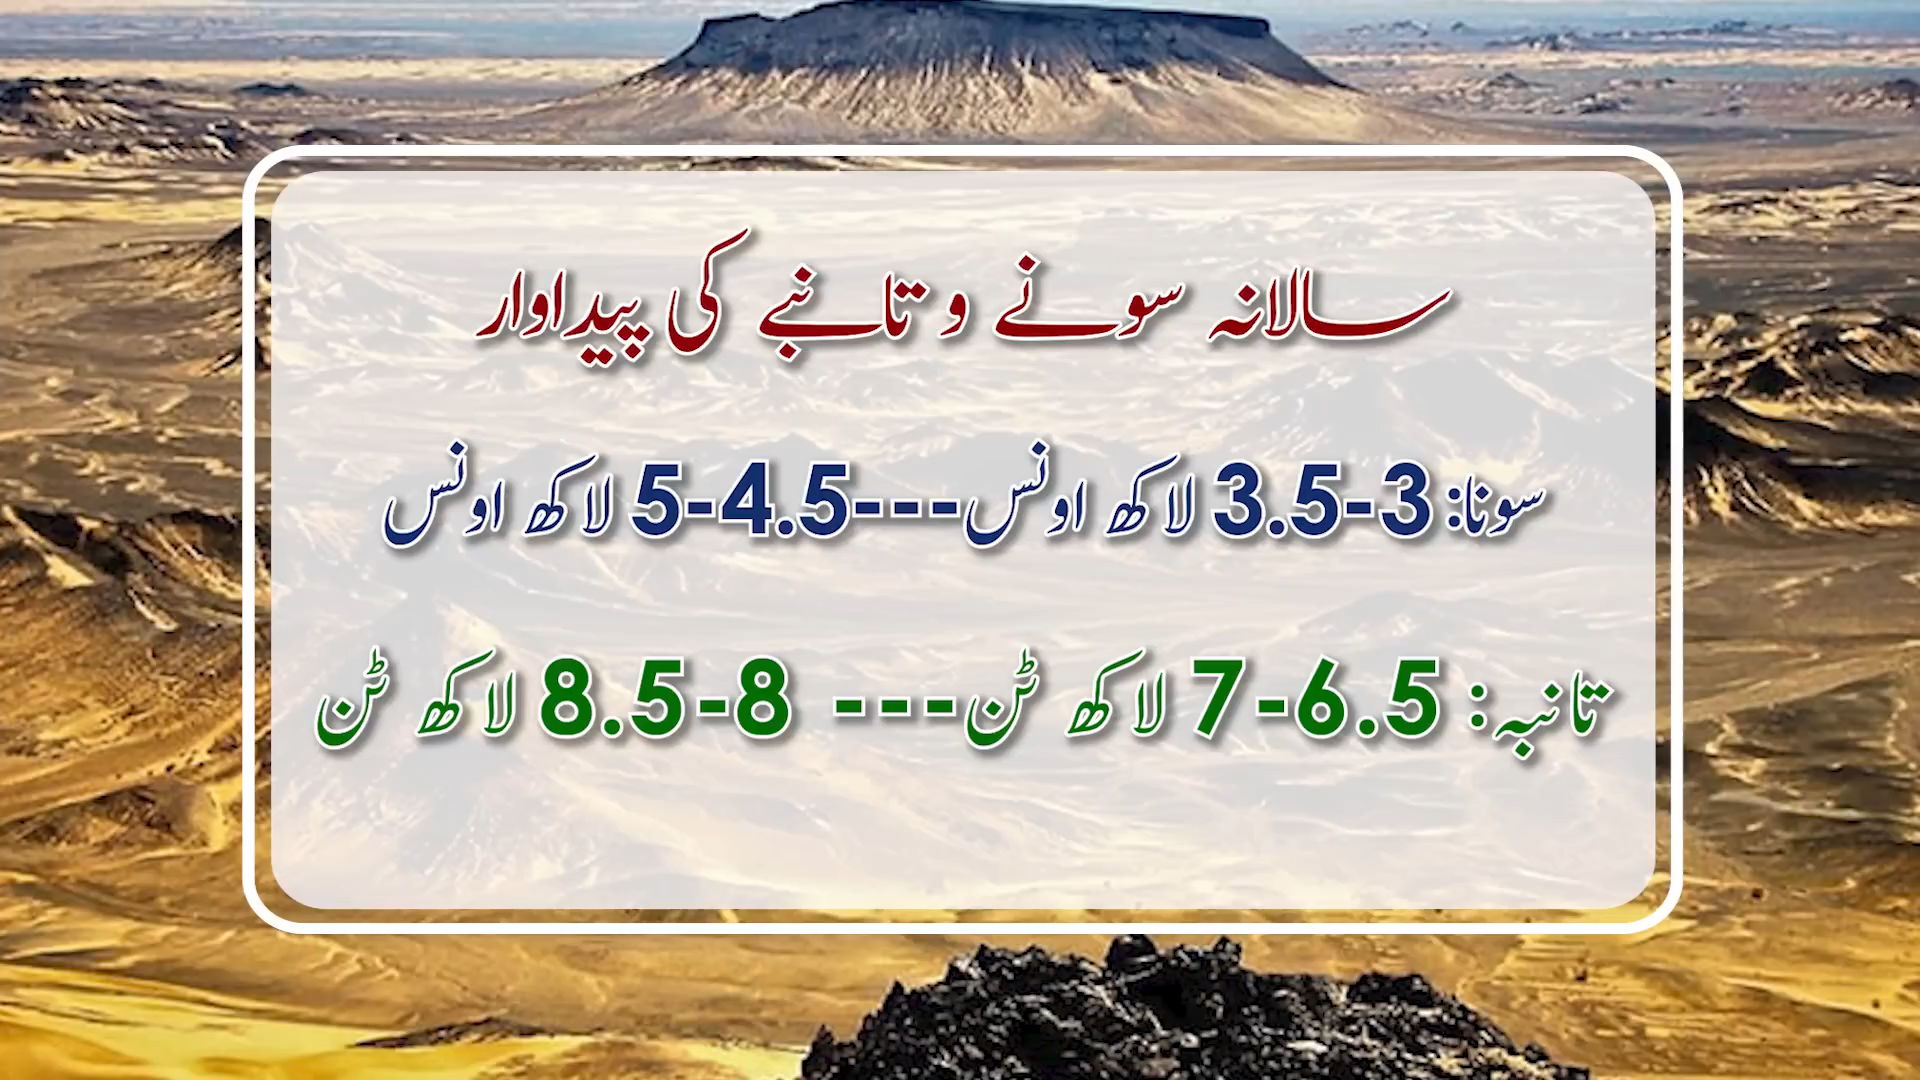 سالانہ سونے و تانبے کی پیداوار
سونا: 3-3.5 لاکھ اونس---4.5-5 لاکھ اونس
تانبہ: 6.5-7 لاکھ ٹن--- 8-8.5 لاکھ ٹن